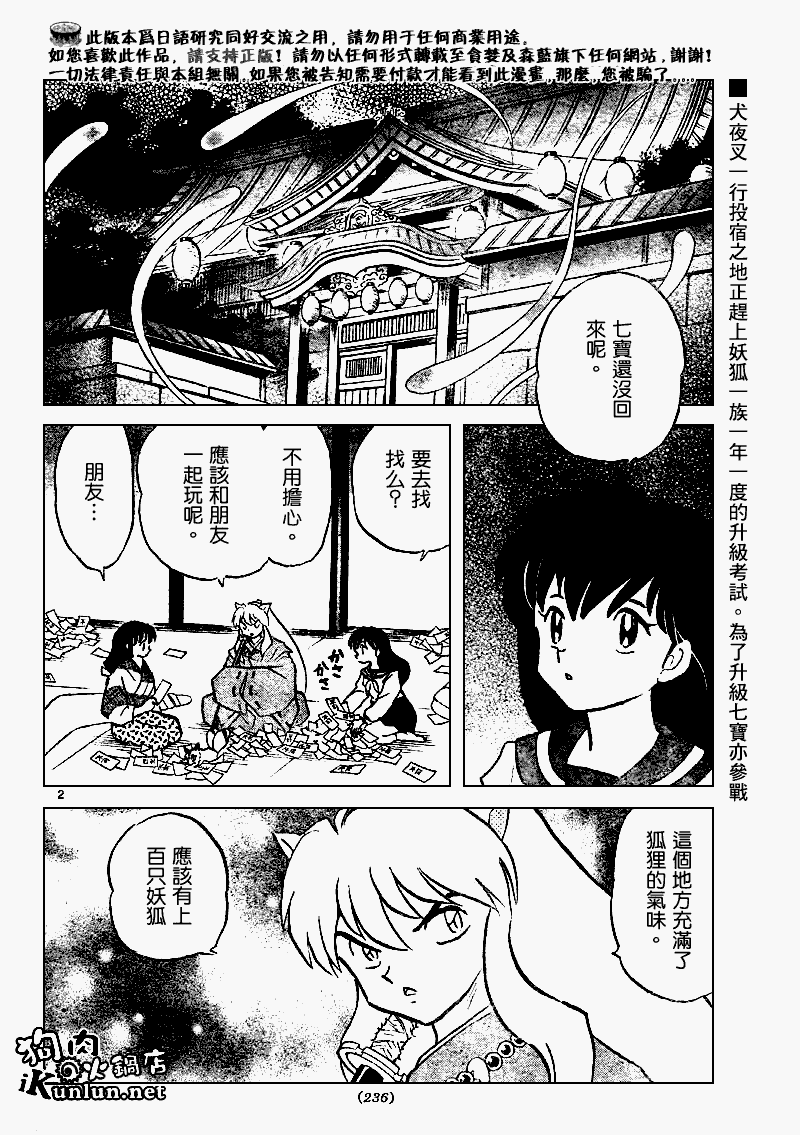 此版本爲日語研究同好交流之用，請勿用于任何商業用途。
如您喜歡此作品，請支持正版！請勿以任何形式轉載至貪婪及森藍旗下任何網站，謝謝！
一切法律責任與本組無關.如果您被告知需要付款才能看到此漫畫,那麼,您被騙了......
■犬夜叉一行投宿之地正趕上妖狐一族一年一度的升級考試。為了升級七寶亦參戰
七寶還沒回
來呢。
要去找
找么？
不用擔心。
應該和朋友
一起玩呢。
朋友…
かさ
かさ
2
這個地方充滿了
狐狸的氣味。
應該有上
百只妖狐
狗肉火鍋店
iKunlun.net
(236)